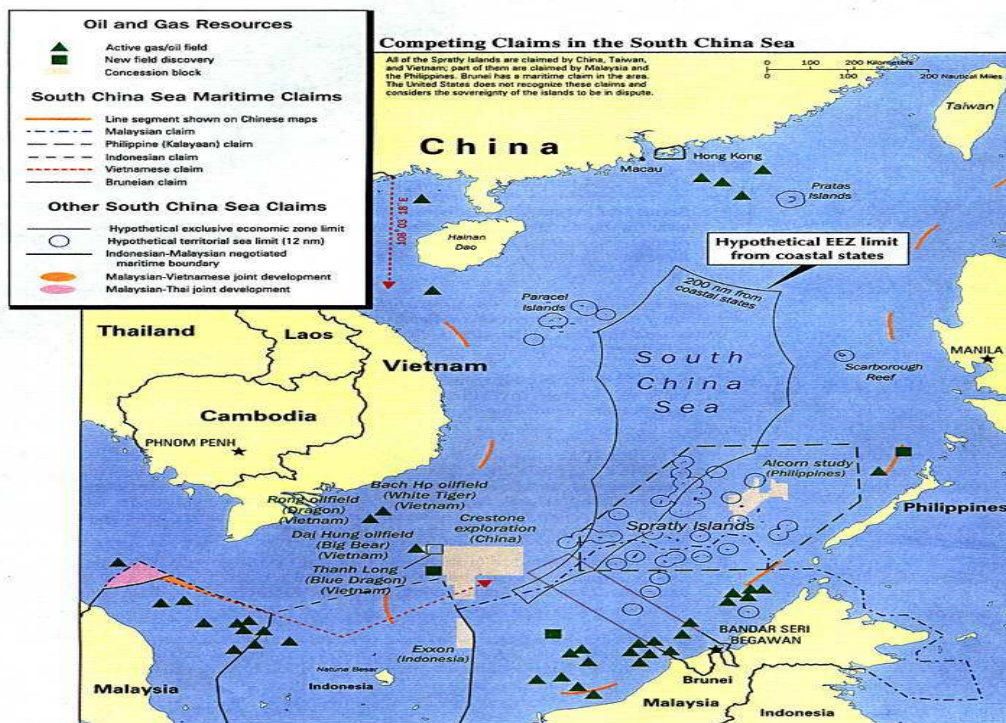 Oil and Gas Resources
Active gas/oil field
New field discovery
Concession block
South China Sea Maritime Claims
Line segment shown on Chinese maps
Malaysian claim
Philippine (Kalayaan) claim
Indonesian claim
Vietnamese claim
Bruneian claim
Other South China Sea Claims
Hypothetical exclusive economic zone limit
Hypothetical territorial sea limit (12 nm)
Indonesian-Malaysian negotiated
maritime boundary
Malaysian-Vietnamese joint development
Malaysian-Thai joint development
Competing Claims in the South China Sea
All of the Spratly Islands are claimed by China, Taiwan,
and Vietnam; part of them are claimed by Malaysia and
the Philippines. Brunei has a maritime claim in the area.
The United States does not recognize these claims and
considers the sovereignty of the islands to be in dispute.
0 100 200 Kilometers
0 100 200 Nautical Miles
Taiwan
China
Macau
Hong Kong
Pratas
Islands
108° 03' 18" E
Hainan
Dao
Hypothetical EEZ limit
from coastal states
200 nm from
coastal states
Paracel
Islands
Thailand
Laos
Vietnam
South
China
Sea
Scarborough
Reef
MANILA
Cambodia
PHNOM PENH
Bach Hp oilfield
(White Tiger)
(Vietnam)
Rong oilfield
(Dragon)
(Vietnam)
Dai Hung oilfield
(Big Bear)
(Vietnam)
Thanh Long
(Blue Dragon)
(Vietnam)
Crestone
exploration
(China)
Alcorn study
(Philippines)
Spratly Islands
Philippines
Exxon
(Indonesia)
Natuna Besar
Indonesia
Malaysia
BANDAR SERI
BEGAWAN
Brunei
Malaysia
Indonesia